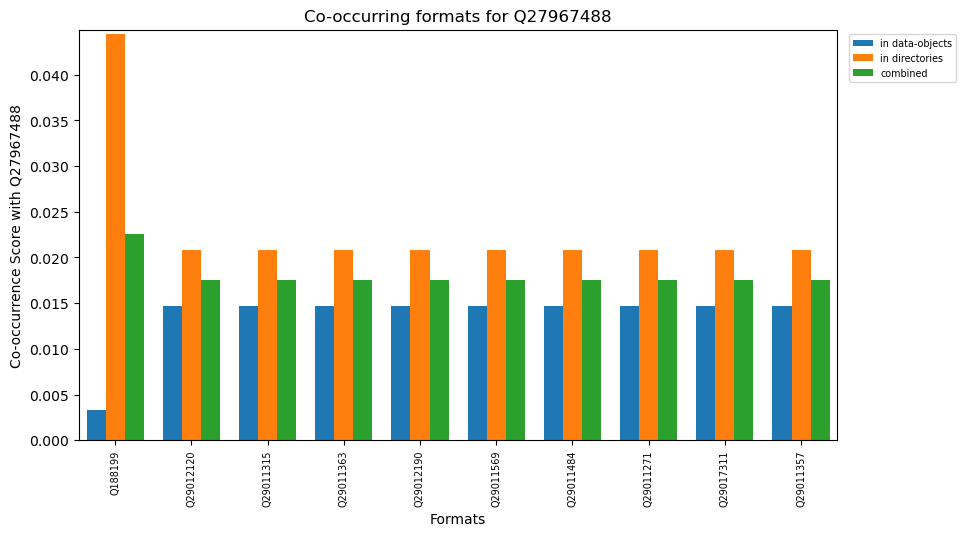 Co-occurring formats for Q27967488
in data-objects
in directories
combined
Co-occurrence Score with Q27967488
0.040
0.035
0.030
0.025
0.020
0.015
0.010
0.005
0.000
Q188199
Q29012120
Q29011315
Q29011363
Q29012190
Q29011569
Q29011484
Q29011271
Q29017311
Q29011357
Formats